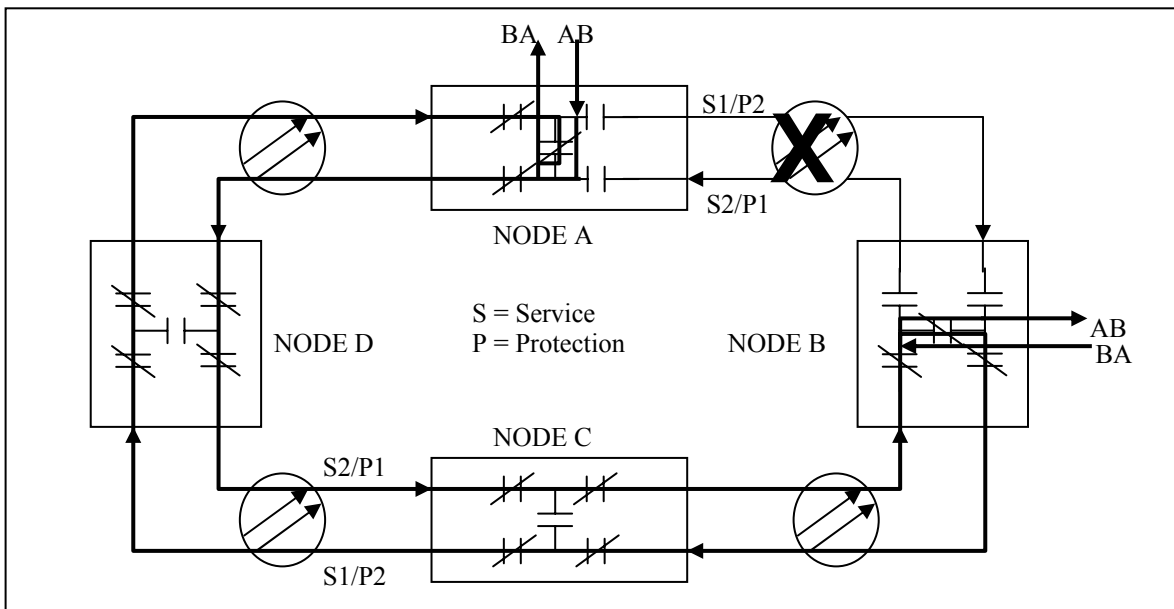 BA AB
S1/P2
X
S2/P1
NODE A
S = Service
P = Protection
NODE D
NODE B
AB
BA
NODE C
S2/P1
S1/P2